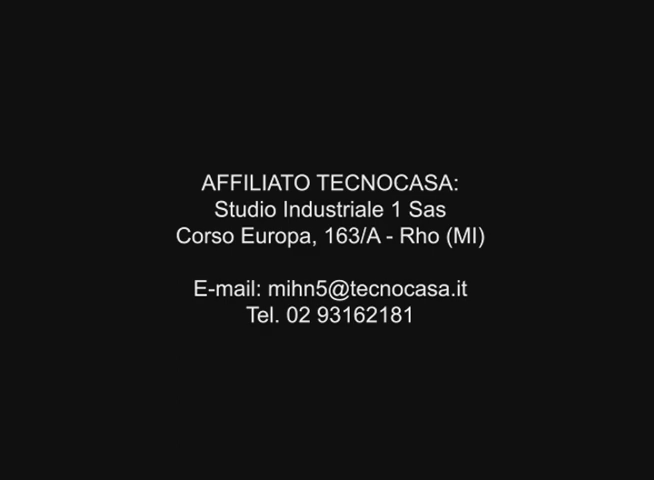 AFFILIATO TECNOCASA:
Studio Industriale 1 Sas
Corso Europa, 163/A - Rho (MI)
E-mail: mihn5@tecnocasa.it
Tel. 02 93162181